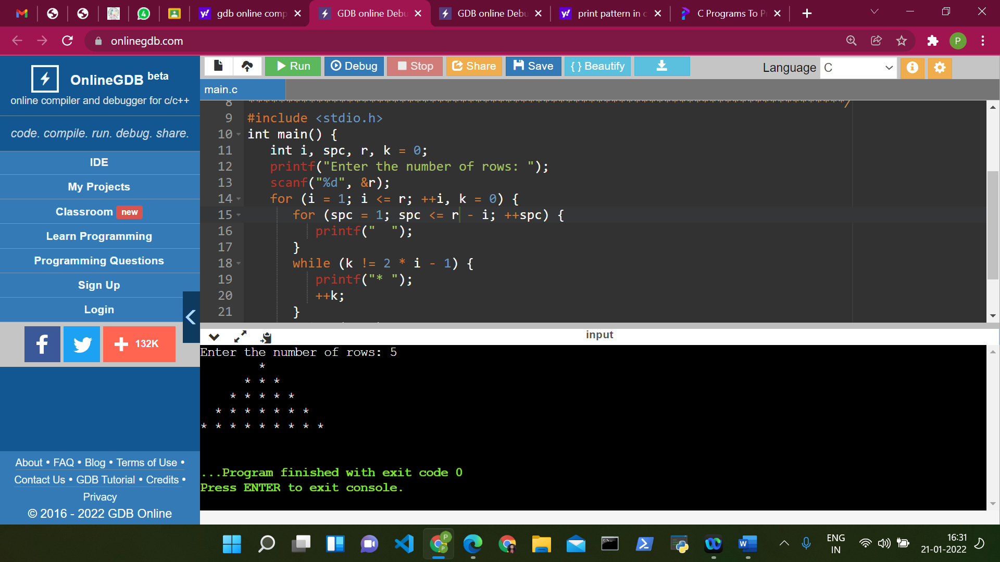 gdb online comp
GDB online Debu
GDB online Debu
print pattern in c
C Programs To P
onlinegdb.com
P
OnlineGDB beta
online compiler and debugger for c/c++
code. compile. run. debug. share.
IDE
My Projects
Classroom new
Learn Programming
Programming Questions
Sign Up
Login
132K
About • FAQ • Blog • Terms of Use •
Contact Us • GDB Tutorial • Credits •
Privacy
© 2016 - 2022 GDB Online
Run Debug Stop Share Save { } Beautify
Language C
main.c
8 *******************************************************************************/
9 #include <stdio.h>
10 int main() {
11 int i, spc, r, k = 0;
12 printf("Enter the number of rows: ");
13 scanf("%d", &r);
14 for (i = 1; i <= r; ++i, k = 0) {
15 for (spc = 1; spc <= r - i; ++spc) {
16 printf("  ");
17 }
18 while (k != 2 * i - 1) {
19 printf("* ");
20 ++k;
21 }
input
Enter the number of rows: 5
*
* * *
* * * * *
* * * * * * *
* * * * * * * * *
...Program finished with exit code 0
Press ENTER to exit console.
ENG
IN
16:31
21-01-2022